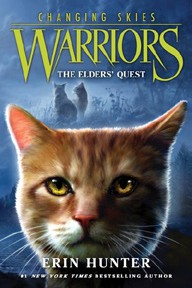 CHANGING SKIES
WARRIORS
THE ELDERS' QUEST
ERIN HUNTER
#1 NEW YORK TIMES BESTSELLING AUTHOR